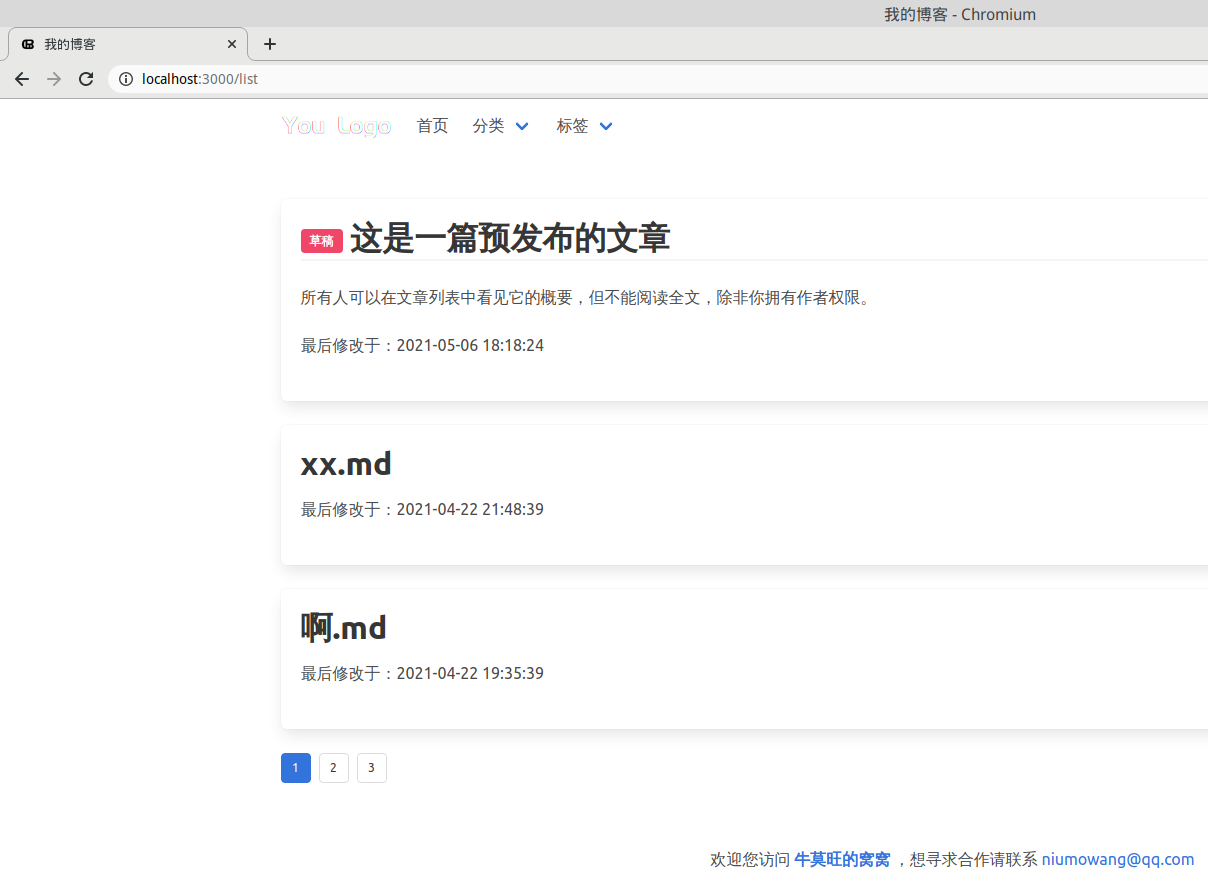 我的博客 - Chromium
我的博客
localhost:3000/list
You Logo 首页 分类 标签
草稿 这是一篇预发布的文章
所有人可以在文章列表中看见它的概要，但不能阅读全文，除非你拥有作者权限。
最后修改于：2021-05-06 18:18:24
xx.md
最后修改于：2021-04-22 21:48:39
啊.md
最后修改于：2021-04-22 19:35:39
1 2 3
欢迎您访问 牛莫旺的窝窝 ，想寻求合作请联系 niumowang@qq.com